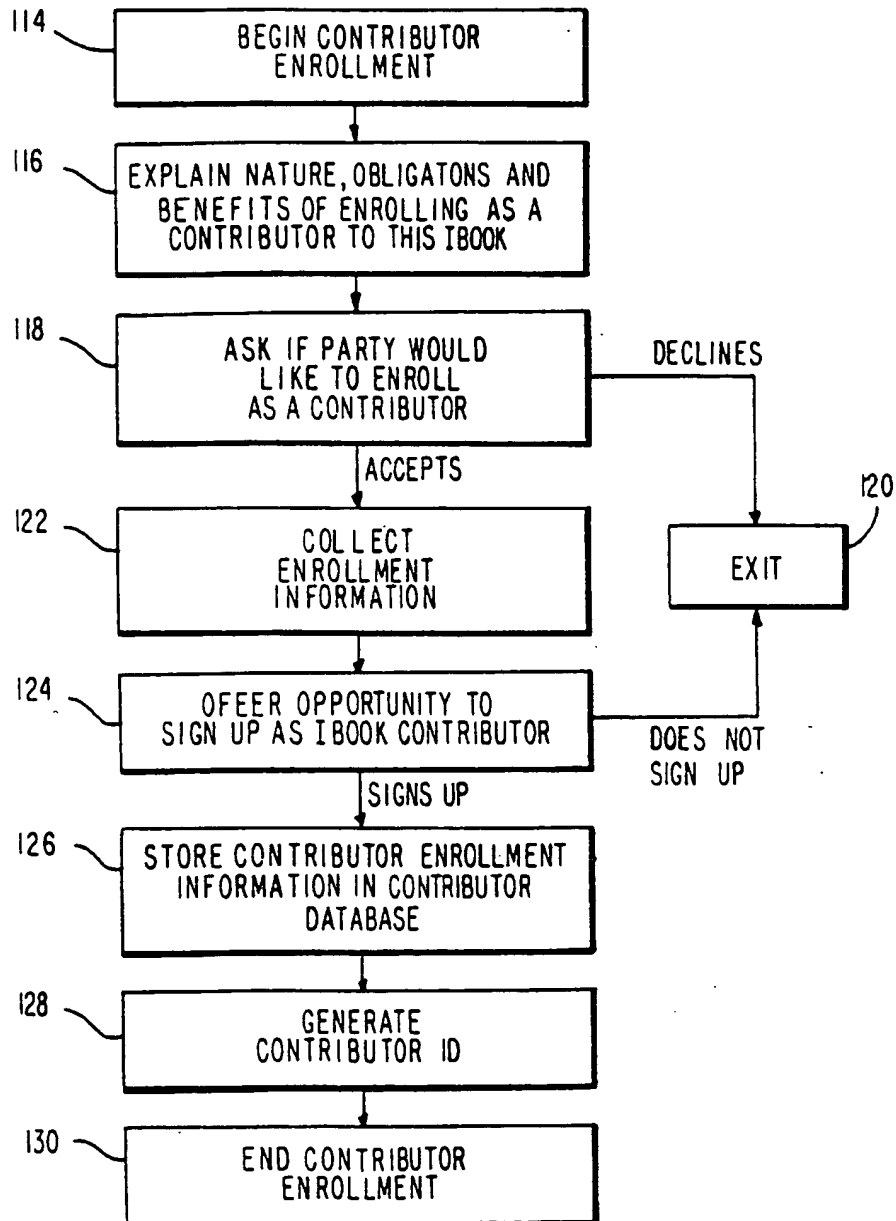 114
BEGIN CONTRIBUTOR
ENROLLMENT
116
EXPLAIN NATURE, OBLIGATONS AND
BENEFITS OF ENROLLING AS A
CONTRIBUTOR TO THIS IBOOK
118
ASK IF PARTY WOULD
LIKE TO ENROLL
AS A CONTRIBUTOR
DECLINES
ACCEPTS
120
EXIT
122
COLLECT
ENROLLMENT
INFORMATION
124
OFEER OPPORTUNITY TO
SIGN UP AS IBOOK CONTRIBUTOR
DOES NOT
SIGN UP
SIGNS UP
126
STORE CONTRIBUTOR ENROLLMENT
INFORMATION IN CONTRIBUTOR
DATABASE
128
GENERATE
CONTRIBUTOR ID
130
END CONTRIBUTOR
ENROLLMENT